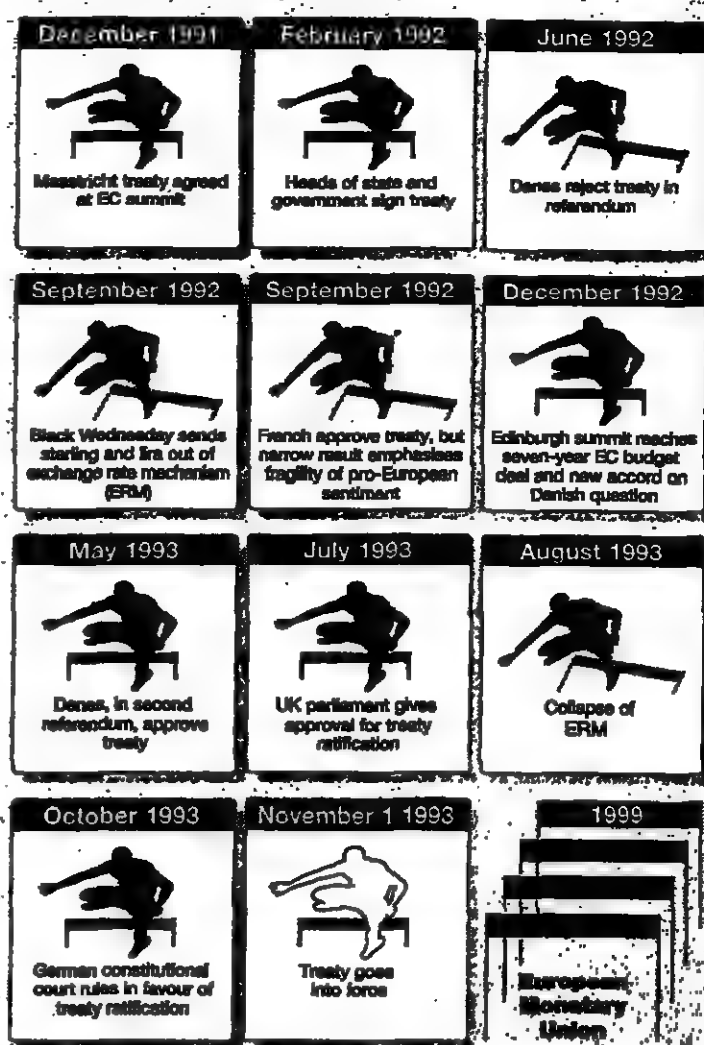 December 1991
Maastricht treaty agreed
at EC summit
February 1992
Heads of state and
government sign treaty
June 1992
Danes reject treaty in
referendum
September 1992
Black Wednesday sends
sterling and lira out of
exchange rate mechanism
(ERM)
September 1992
French approve treaty, but
narrow result emphasises
fragility of pro-European
sentiment
December 1992
Edinburgh summit reaches
seven-year EC budget
deal and new accord on
Danish question
May 1993
Danes, in second
referendum, approve
treaty
July 1993
UK parliament gives
approval for treaty
ratification
August 1993
Collapse of
ERM
October 1993
German constitutional
court rules in favour of
treaty ratification
November 1 1993
Treaty goes
into force
1999
European
Monetary
Union